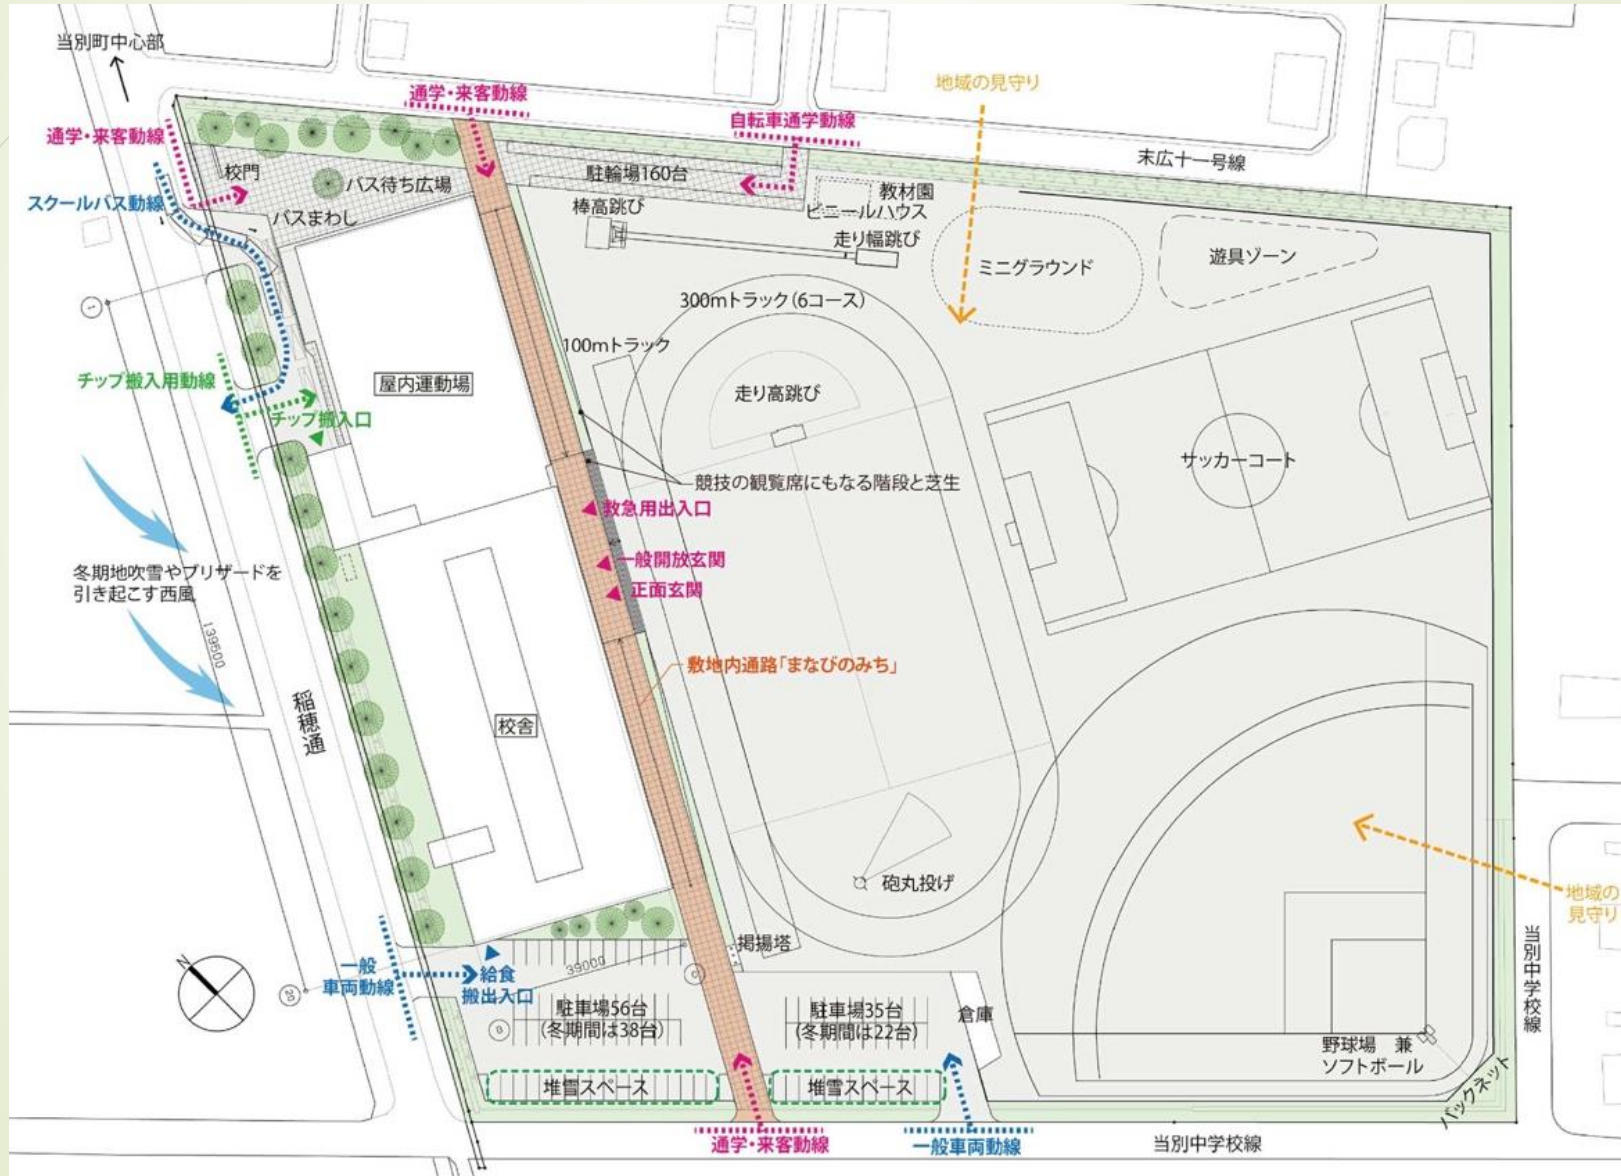 当別町中心部
通学・来客動線
地域の見守り
自転車通学動線
通学・来客動線
末広十一号線
校門
バス待ち広場
駐輪場160台
教材園
スクールバス動線
バスまわし
棒高跳び
ビニールハウス
走り幅跳び
ミニグラウンド
遊具ゾーン
300mトラック(6コース)
1
100mトラック
チップ搬入用動線
屋内運動場
走り高跳び
チップ搬入口
サッカーコート
競技の観覧席にもなる階段と芝生
救急用出入口
一般開放玄関
冬期地吹雪やブリザードを
引き起こす西風
正面玄関
139500
敷地内通路「まなびのみち」
稲穂通
校舎
砲丸投げ
地域の
見守り
掲揚塔
N
一般
車両動線
給食
搬出入口
39000
20
駐車場56台
(冬期間は38台)
B
駐車場35台
(冬期間は22台)
倉庫
当別中学校線
野球場 兼
ソフトボール
バックネット
堆雪スペース
堆雪スペース
通学・来客動線
一般車両動線
当別中学校線